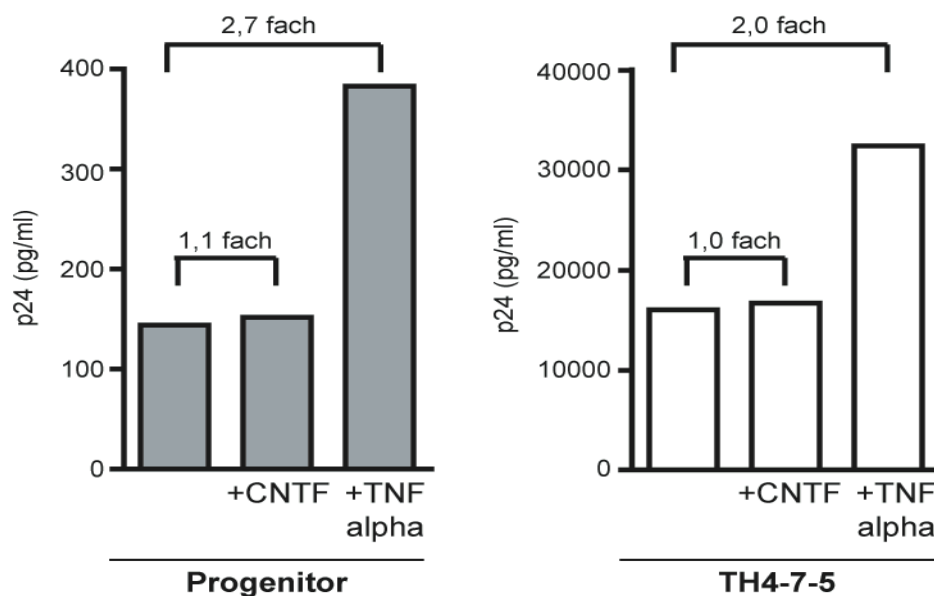 2,7 fach
400
300
200
100
0
p24 (pg/ml)
1,1 fach
+CNTF +TNF
alpha
Progenitor
2,0 fach
40000
30000
20000
10000
0
p24 (pg/ml)
1,0 fach
+CNTF +TNF
alpha
TH4-7-5